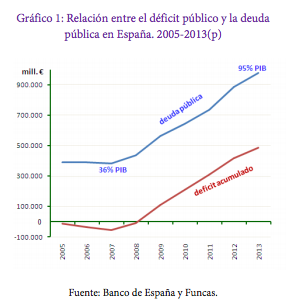 Gráfico 1: Relación entre el déficit público y la deuda
pública en España. 2005-2013(p)
mill. €
95% PIB
900.000
deuda pública
700.000
500.000
36% PIB
300.000
deficit acumulado
100.000
0
-100.000
2005 2006 2007 2008 2009 2010 2011 2012 2013
Fuente: Banco de España y Funcas.